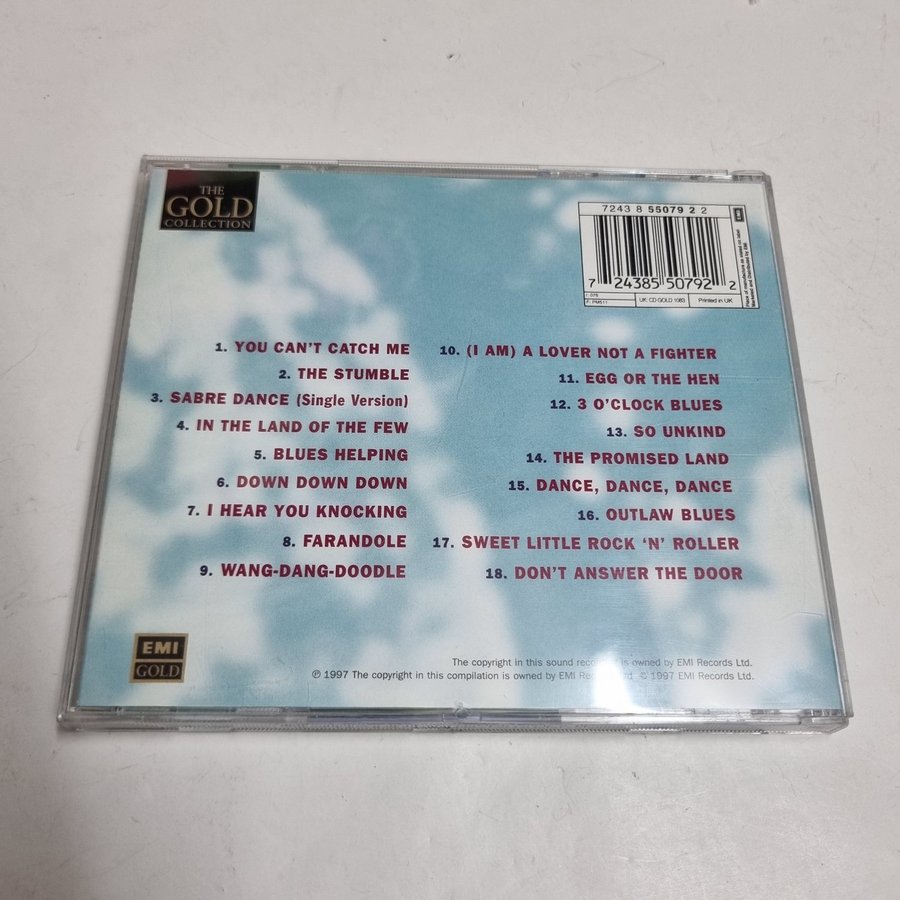 THE
GOLD
COLLECTION
7243 8 55079 2 2
7 24385 50792 2
UK: CD GOLD 1083
Printed in UK
EMI
1. YOU CAN'T CATCH ME
2. THE STUMBLE
3. SABRE DANCE (Single Version)
4. IN THE LAND OF THE FEW
5. BLUES HELPING
6. DOWN DOWN DOWN
7. I HEAR YOU KNOCKING
8. FARANDOLE
9. WANG-DANG-DOODLE
10. (I AM) A LOVER NOT A FIGHTER
11. EGG OR THE HEN
12. 3 O'CLOCK BLUES
13. SO UNKIND
14. THE PROMISED LAND
15. DANCE, DANCE, DANCE
16. OUTLAW BLUES
17. SWEET LITTLE ROCK 'N' ROLLER
18. DON'T ANSWER THE DOOR
EMI
GOLD
The copyright in this sound recording is owned by EMI Records Ltd.
℗ 1997 The copyright in this compilation is owned by EMI Records Ltd. © 1997 EMI Records Ltd.